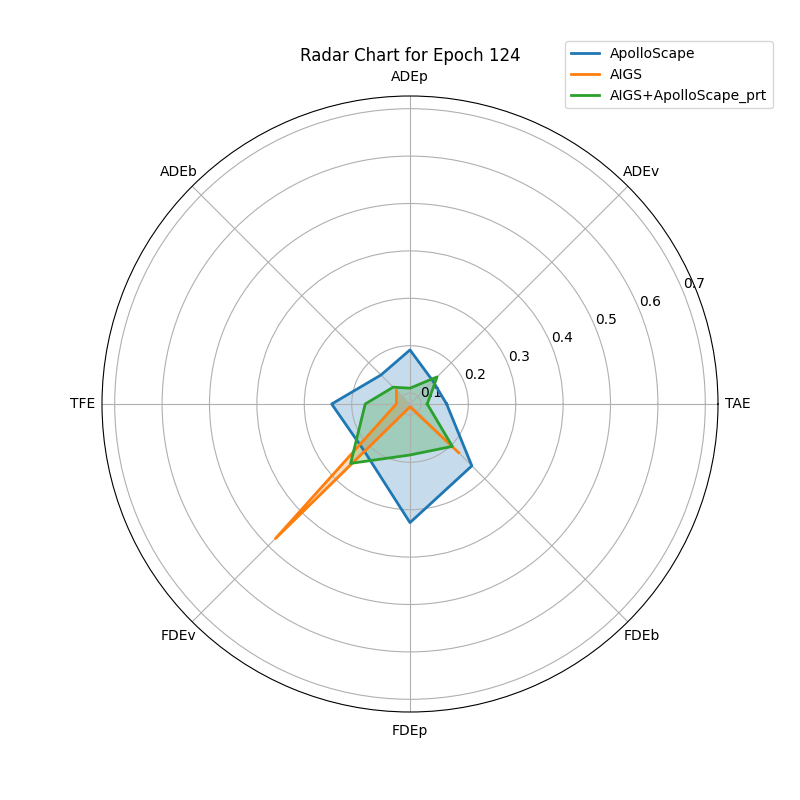 Radar Chart for Epoch 124
ApolloScape
AIGS
AIGS+ApolloScape_prt
ADEp
ADEb
ADEv
0.7
0.6
0.5
0.4
0.3
0.2
0.1
TFE
TAE
FDEv
FDEb
FDEp